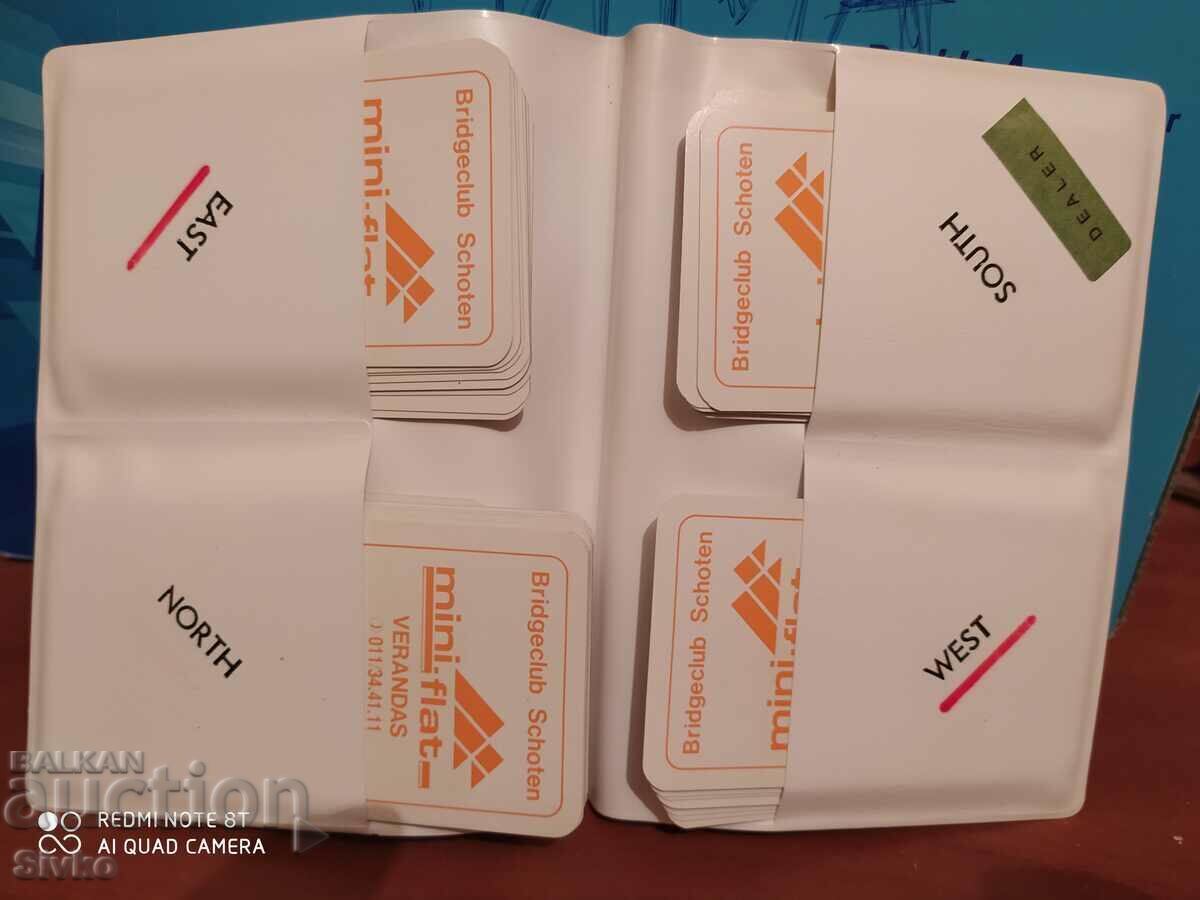 EAST
Bridgeclub Schoten
mini-flat
Bridgeclub Schoten
DEALER
SOUTH
NORTH
Bridgeclub Schoten
mini-flat
VERANDAS
011/34.41.11
Bridgeclub Schoten
mini-flat
WEST
BALKAN
auction
REDMI NOTE 8T
AI QUAD CAMERA
Sivko